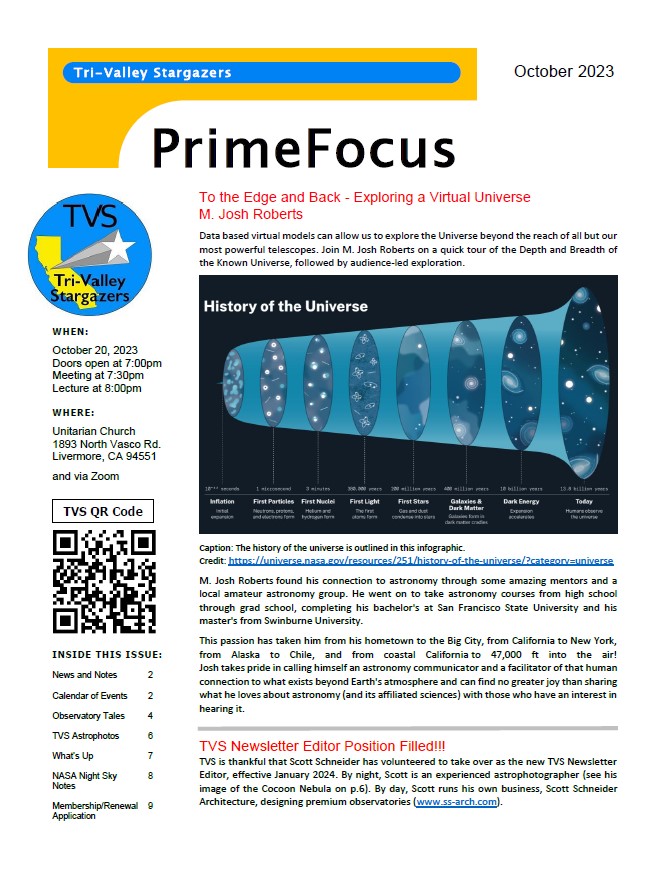 Tri-Valley Stargazers
October 2023
PrimeFocus
TVS
Tri-Valley
Stargazers
WHEN:
October 20, 2023
Doors open at 7:00pm
Meeting at 7:30pm
Lecture at 8:00pm
WHERE:
Unitarian Church
1893 North Vasco Rd.
Livermore, CA 94551
and via Zoom
TVS QR Code
INSIDE THIS ISSUE:
News and Notes 2
Calendar of Events 2
Observatory Tales 4
TVS Astrophotos 6
What's Up 7
NASA Night Sky 8
Notes
Membership/Renewal 9
Application
To the Edge and Back - Exploring a Virtual Universe
M. Josh Roberts
Data based virtual models can allow us to explore the Universe beyond the reach of all but our
most powerful telescopes. Join M. Josh Roberts on a quick tour of the Depth and Breadth of
the Known Universe, followed by audience-led exploration.
History of the Universe
seconds 1 microsecond 3 minutes 380,000 years 200 million years 400 million years 10 billion years 13.8 billion years
Inflation First Particles First Nuclei First Light First Stars Galaxies & Dark Energy Today
Dark Matter
Initial Neutrons, protons, Helium and The first Gas and dust Galaxies form in Expansion Humans observe
expansion and electrons form hydrogen form atoms form condense into stars dark matter cradles accelerates the universe
Caption: The history of the universe is outlined in this infographic.
Credit: https://universe.nasa.gov/resources/251/history-of-the-universe/?category=universe
M. Josh Roberts found his connection to astronomy through some amazing mentors and a
local amateur astronomy group. He went on to take astronomy courses from high school
through grad school, completing his bachelor's at San Francisco State University and his
master's from Swinburne University.
This passion has taken him from his hometown to the Big City, from California to New York,
from Alaska to Chile, and from coastal California to 47,000 ft into the air!
Josh takes pride in calling himself an astronomy communicator and a facilitator of that human
connection to what exists beyond Earth's atmosphere and can find no greater joy than sharing
what he loves about astronomy (and its affiliated sciences) with those who have an interest in
hearing it.
TVS Newsletter Editor Position Filled!!!
TVS is thankful that Scott Schneider has volunteered to take over as the new TVS Newsletter
Editor, effective January 2024. By night, Scott is an experienced astrophotographer (see his
image of the Cocoon Nebula on p.6). By day, Scott runs his own business, Scott Schneider
Architecture, designing premium observatories (www.ss-arch.com).